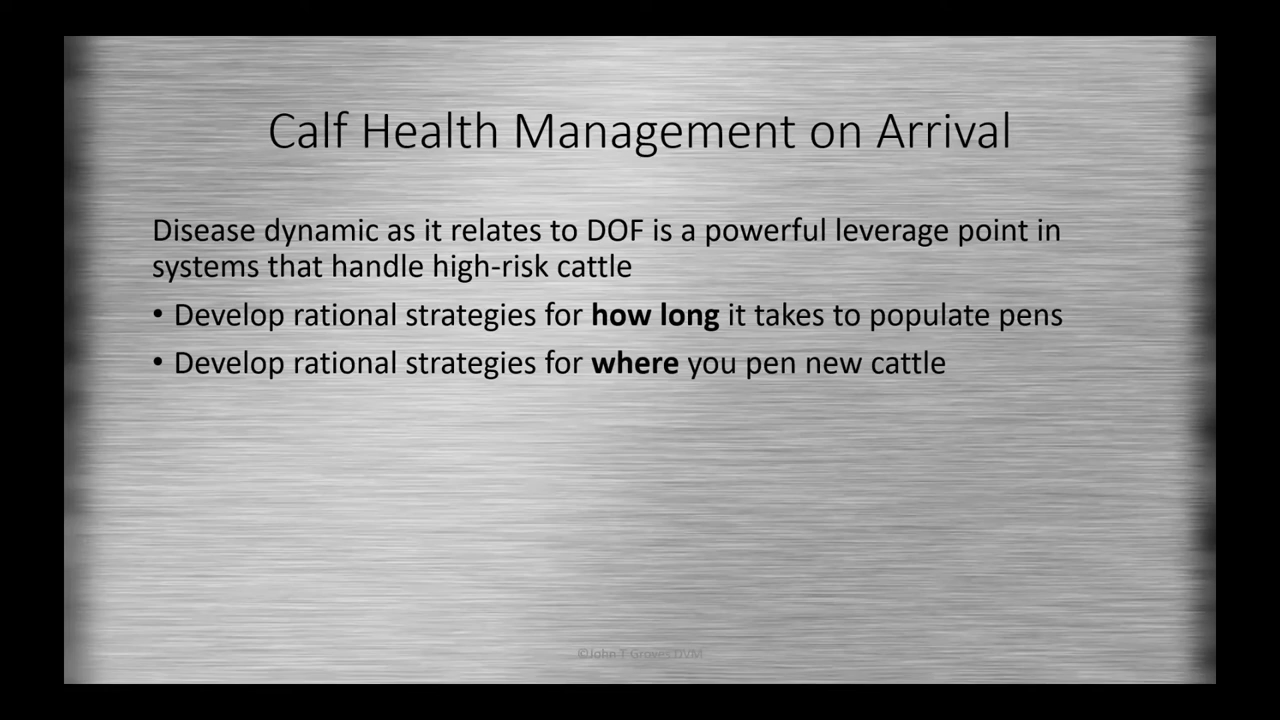 Calf Health Management on Arrival
Disease dynamic as it relates to DOF is a powerful leverage point in
systems that handle high-risk cattle
• Develop rational strategies for how long it takes to populate pens
• Develop rational strategies for where you pen new cattle
©John T Groves DVM